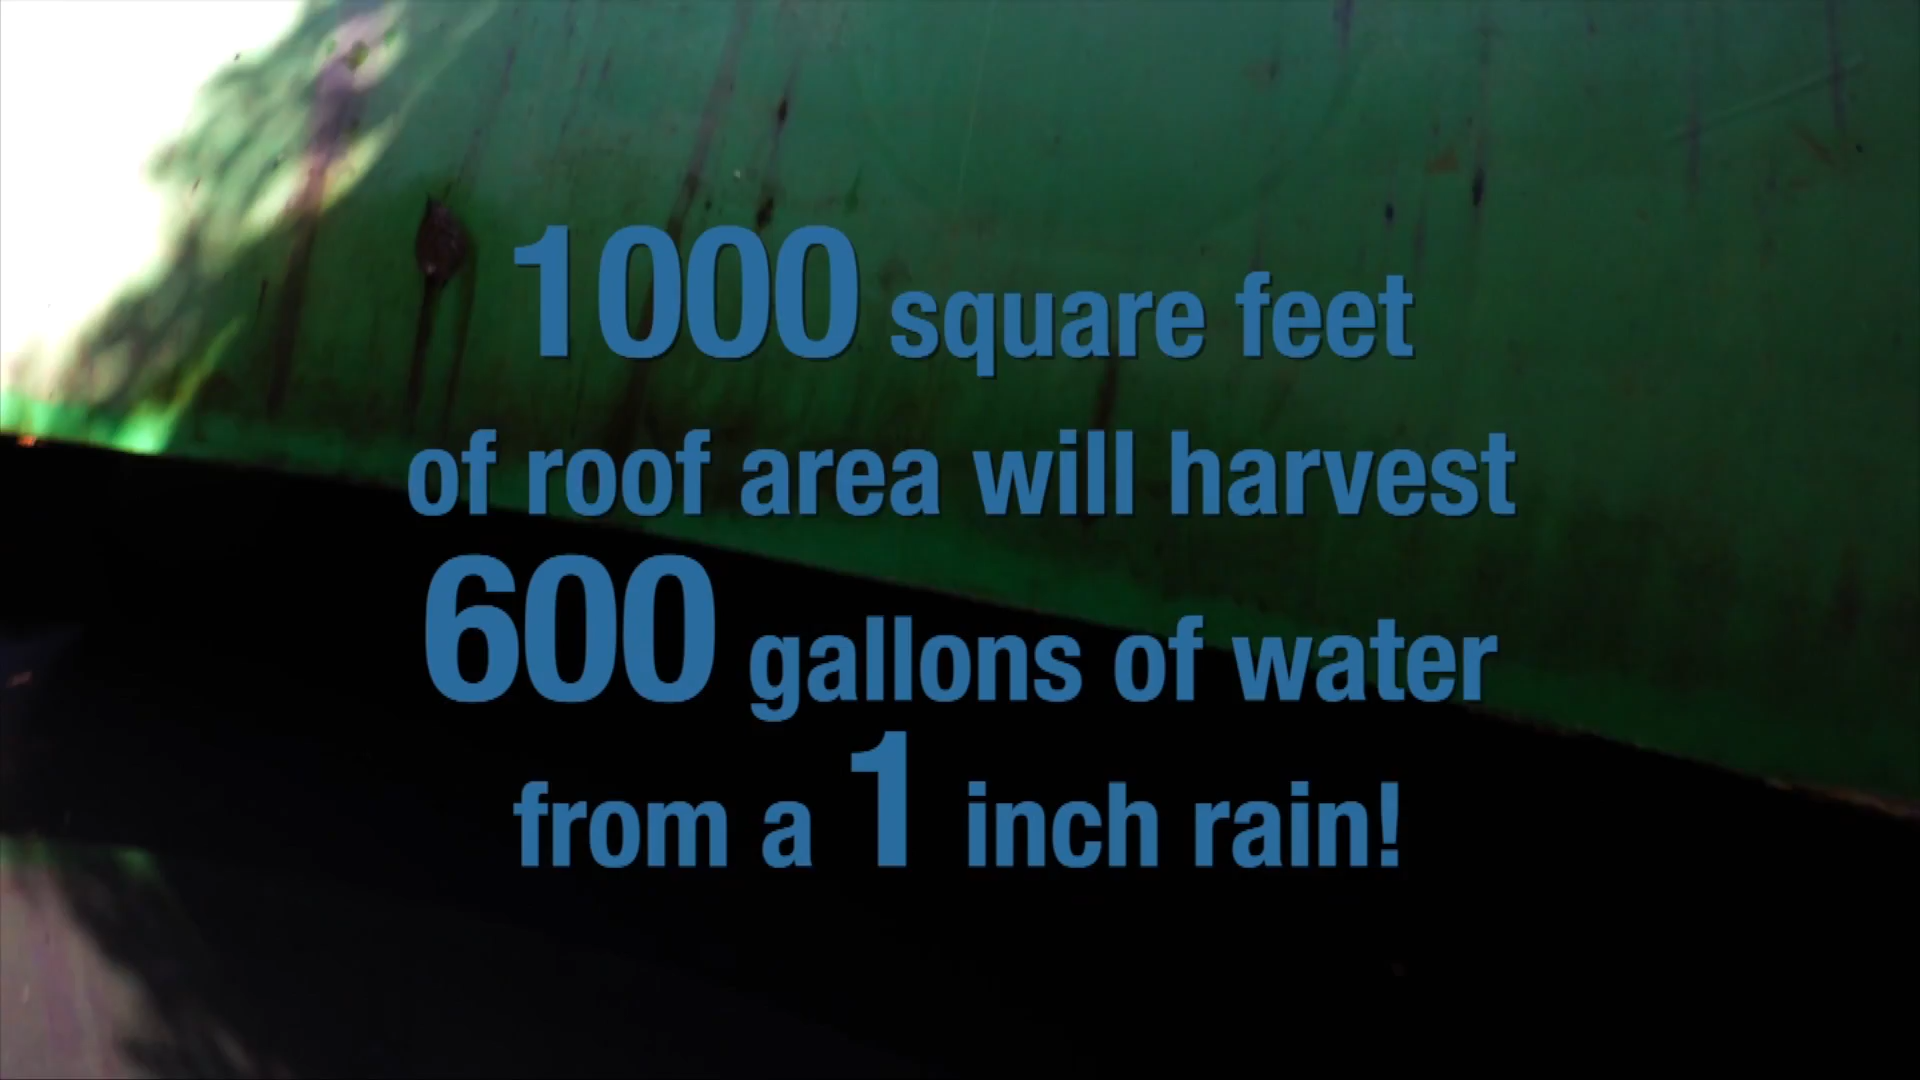 1000 square feet
of roof area will harvest
600 gallons of water
from a 1 inch rain!